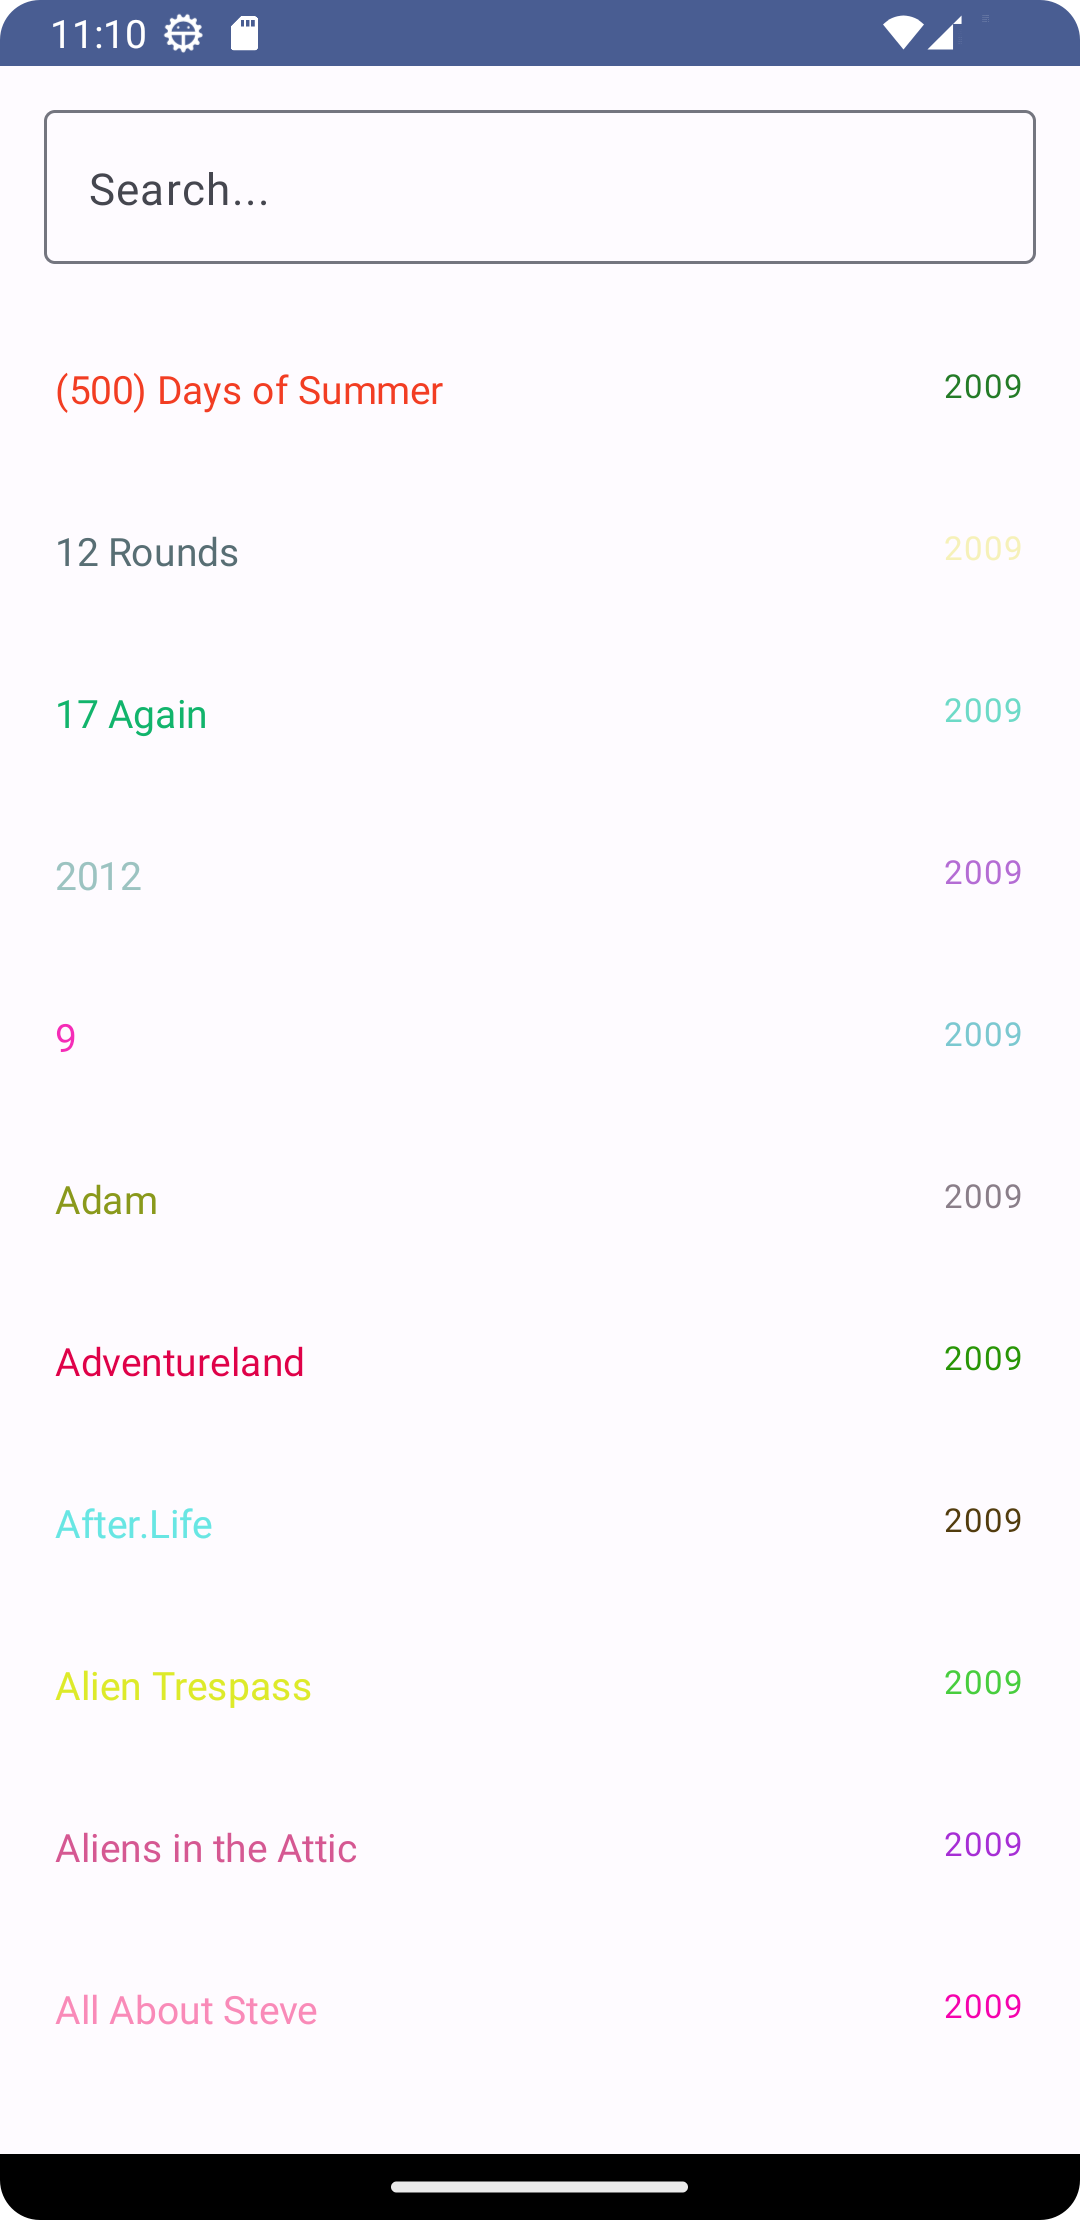 11:10
Search...
(500) Days of Summer 2009
12 Rounds 2009
17 Again 2009
2012 2009
9 2009
Adam 2009
Adventureland 2009
After.Life 2009
Alien Trespass 2009
Aliens in the Attic 2009
All About Steve 2009